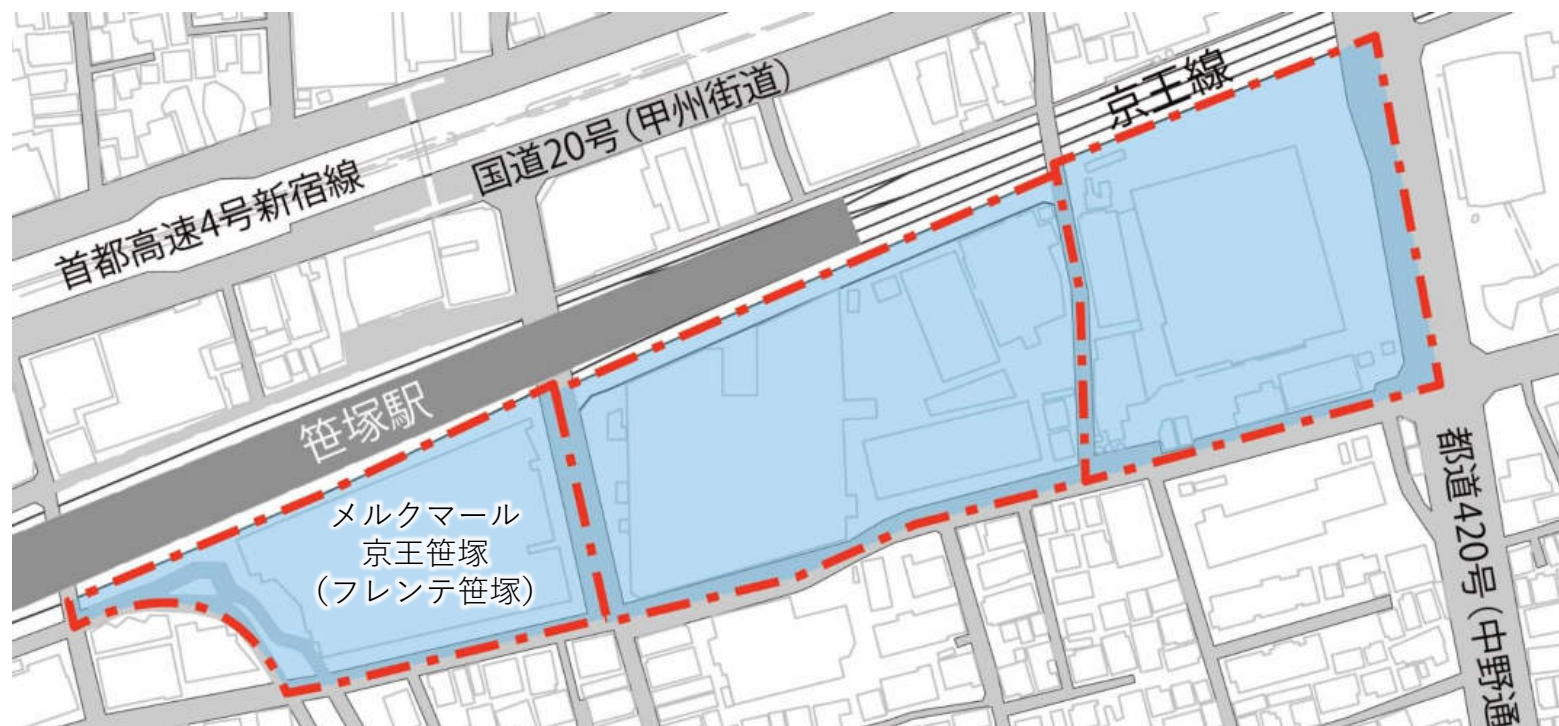 首都高速4号新宿線
国道20号(甲州街道)
京王線
笹塚駅
メルクマール
京王笹塚
(フレンテ笹塚)
都道420号(中野通